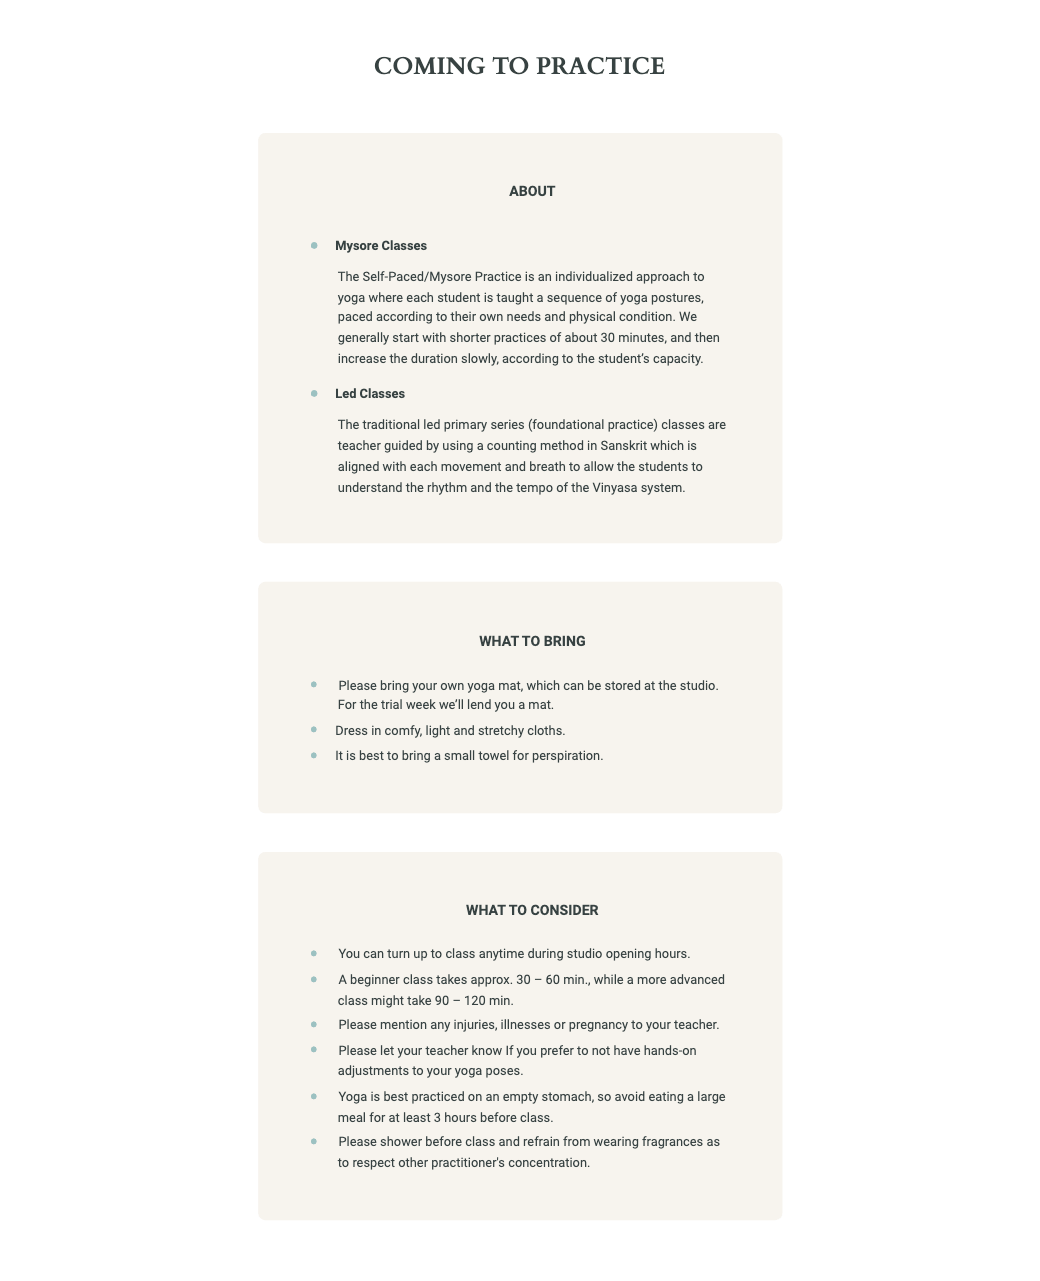 COMING TO PRACTICE
ABOUT
Mysore Classes
The Self-Paced/Mysore Practice is an individualized approach to
yoga where each student is taught a sequence of yoga postures,
paced according to their own needs and physical condition. We
generally start with shorter practices of about 30 minutes, and then
increase the duration slowly, according to the student’s capacity.
Led Classes
The traditional led primary series (foundational practice) classes are
teacher guided by using a counting method in Sanskrit which is
aligned with each movement and breath to allow the students to
understand the rhythm and the tempo of the Vinyasa system.
WHAT TO BRING
Please bring your own yoga mat, which can be stored at the studio.
For the trial week we’ll lend you a mat.
Dress in comfy, light and stretchy cloths.
It is best to bring a small towel for perspiration.
WHAT TO CONSIDER
You can turn up to class anytime during studio opening hours.
A beginner class takes approx. 30 – 60 min., while a more advanced
class might take 90 – 120 min.
Please mention any injuries, illnesses or pregnancy to your teacher.
Please let your teacher know If you prefer to not have hands-on
adjustments to your yoga poses.
Yoga is best practiced on an empty stomach, so avoid eating a large
meal for at least 3 hours before class.
Please shower before class and refrain from wearing fragrances as
to respect other practitioner's concentration.